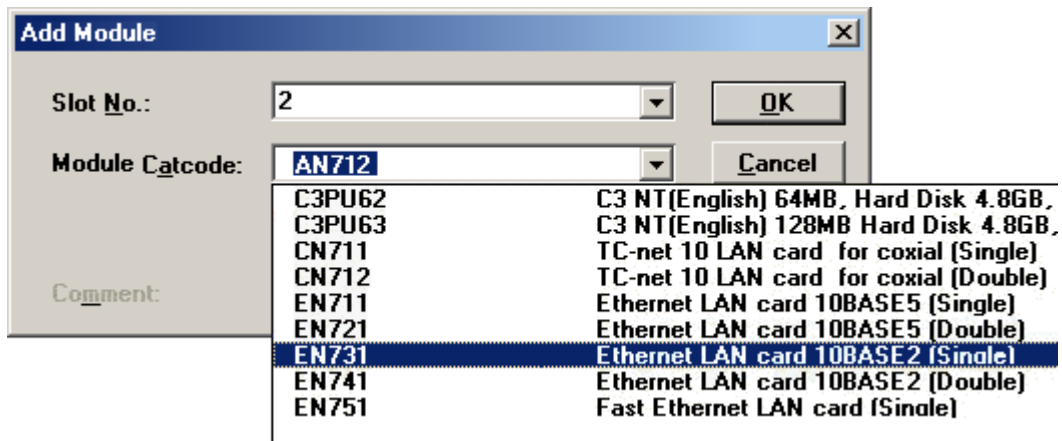 Add Module
Slot No.: 2 OK
Module Catcode: AN712 Cancel
C3PU62 C3 NT(English) 64MB, Hard Disk 4.8GB,
C3PU63 C3 NT(English) 128MB Hard Disk 4.8GB,
CN711 TC-net 10 LAN card for coxial (Single)
CN712 TC-net 10 LAN card for coxial (Double)
Comment:
EN711 Ethernet LAN card 10BASE5 (Single)
EN721 Ethernet LAN card 10BASE5 (Double)
EN731 Ethernet LAN card 10BASE2 (Single)
EN741 Ethernet LAN card 10BASE2 (Double)
EN751 Fast Ethernet LAN card (Single)